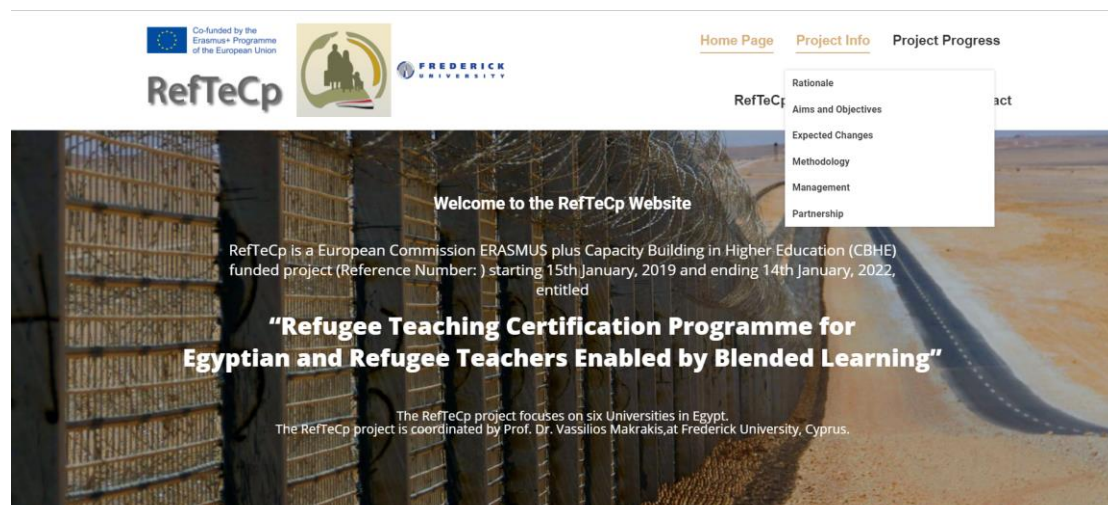 Co-funded by the
Erasmus+ Programme
of the European Union
RefTeCp
FREDERICK
UNIVERSITY
Home Page Project Info Project Progress
Rationale
Aims and Objectives
Expected Changes
Methodology
Management
Partnership
Welcome to the RefTeCp Website
RefTeCp is a European Commission ERASMUS plus Capacity Building in Higher Education (CBHE)
funded project (Reference Number: ) starting 15th January, 2019 and ending 14th January, 2022,
entitled
“Refugee Teaching Certification Programme for
Egyptian and Refugee Teachers Enabled by Blended Learning”
The RefTeCp project focuses on six Universities in Egypt.
The RefTeCp project is coordinated by Prof. Dr. Vassilios Makrakis,at Frederick University, Cyprus.